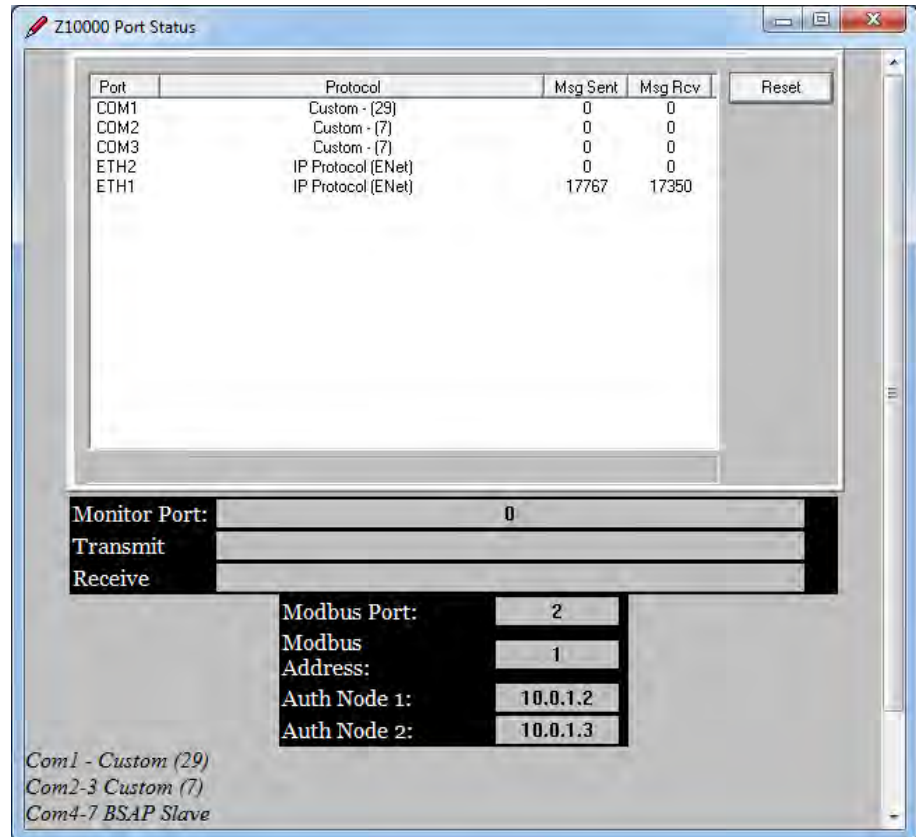 Z10000 Port Status
Port Protocol Msg Sent Msg Rcv Reset
COM1 Custom - (29) 0 0
COM2 Custom - (7) 0 0
COM3 Custom - (7) 0 0
ETH2 IP Protocol (ENet) 0 0
ETH1 IP Protocol (ENet) 17767 17350
Monitor Port: 0
Transmit
Receive
Modbus Port: 2
Modbus
Address: 1
Auth Node 1: 10.0.1.2
Auth Node 2: 10.0.1.3
Com1 - Custom (29)
Com2-3 Custom (7)
Com4-7 BSAP Slave